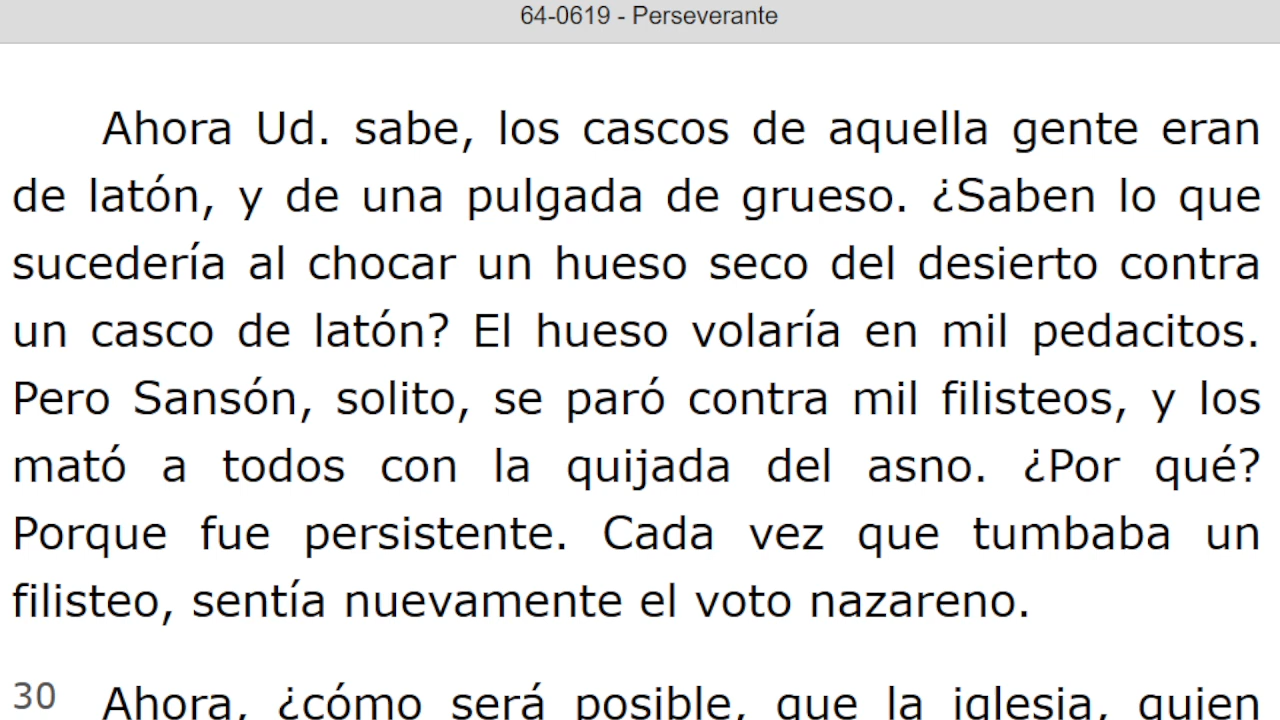 64-0619 - Perseverante
Ahora Ud. sabe, los cascos de aquella gente eran
de latón, y de una pulgada de grueso. ¿Saben lo que
sucedería al chocar un hueso seco del desierto contra
un casco de latón? El hueso volaría en mil pedacitos.
Pero Sansón, solito, se paró contra mil filisteos, y los
mató a todos con la quijada del asno. ¿Por qué?
Porque fue persistente. Cada vez que tumbaba un
filisteo, sentía nuevamente el voto nazareno.
30 Ahora, ¿cómo será posible, que la iglesia, quien